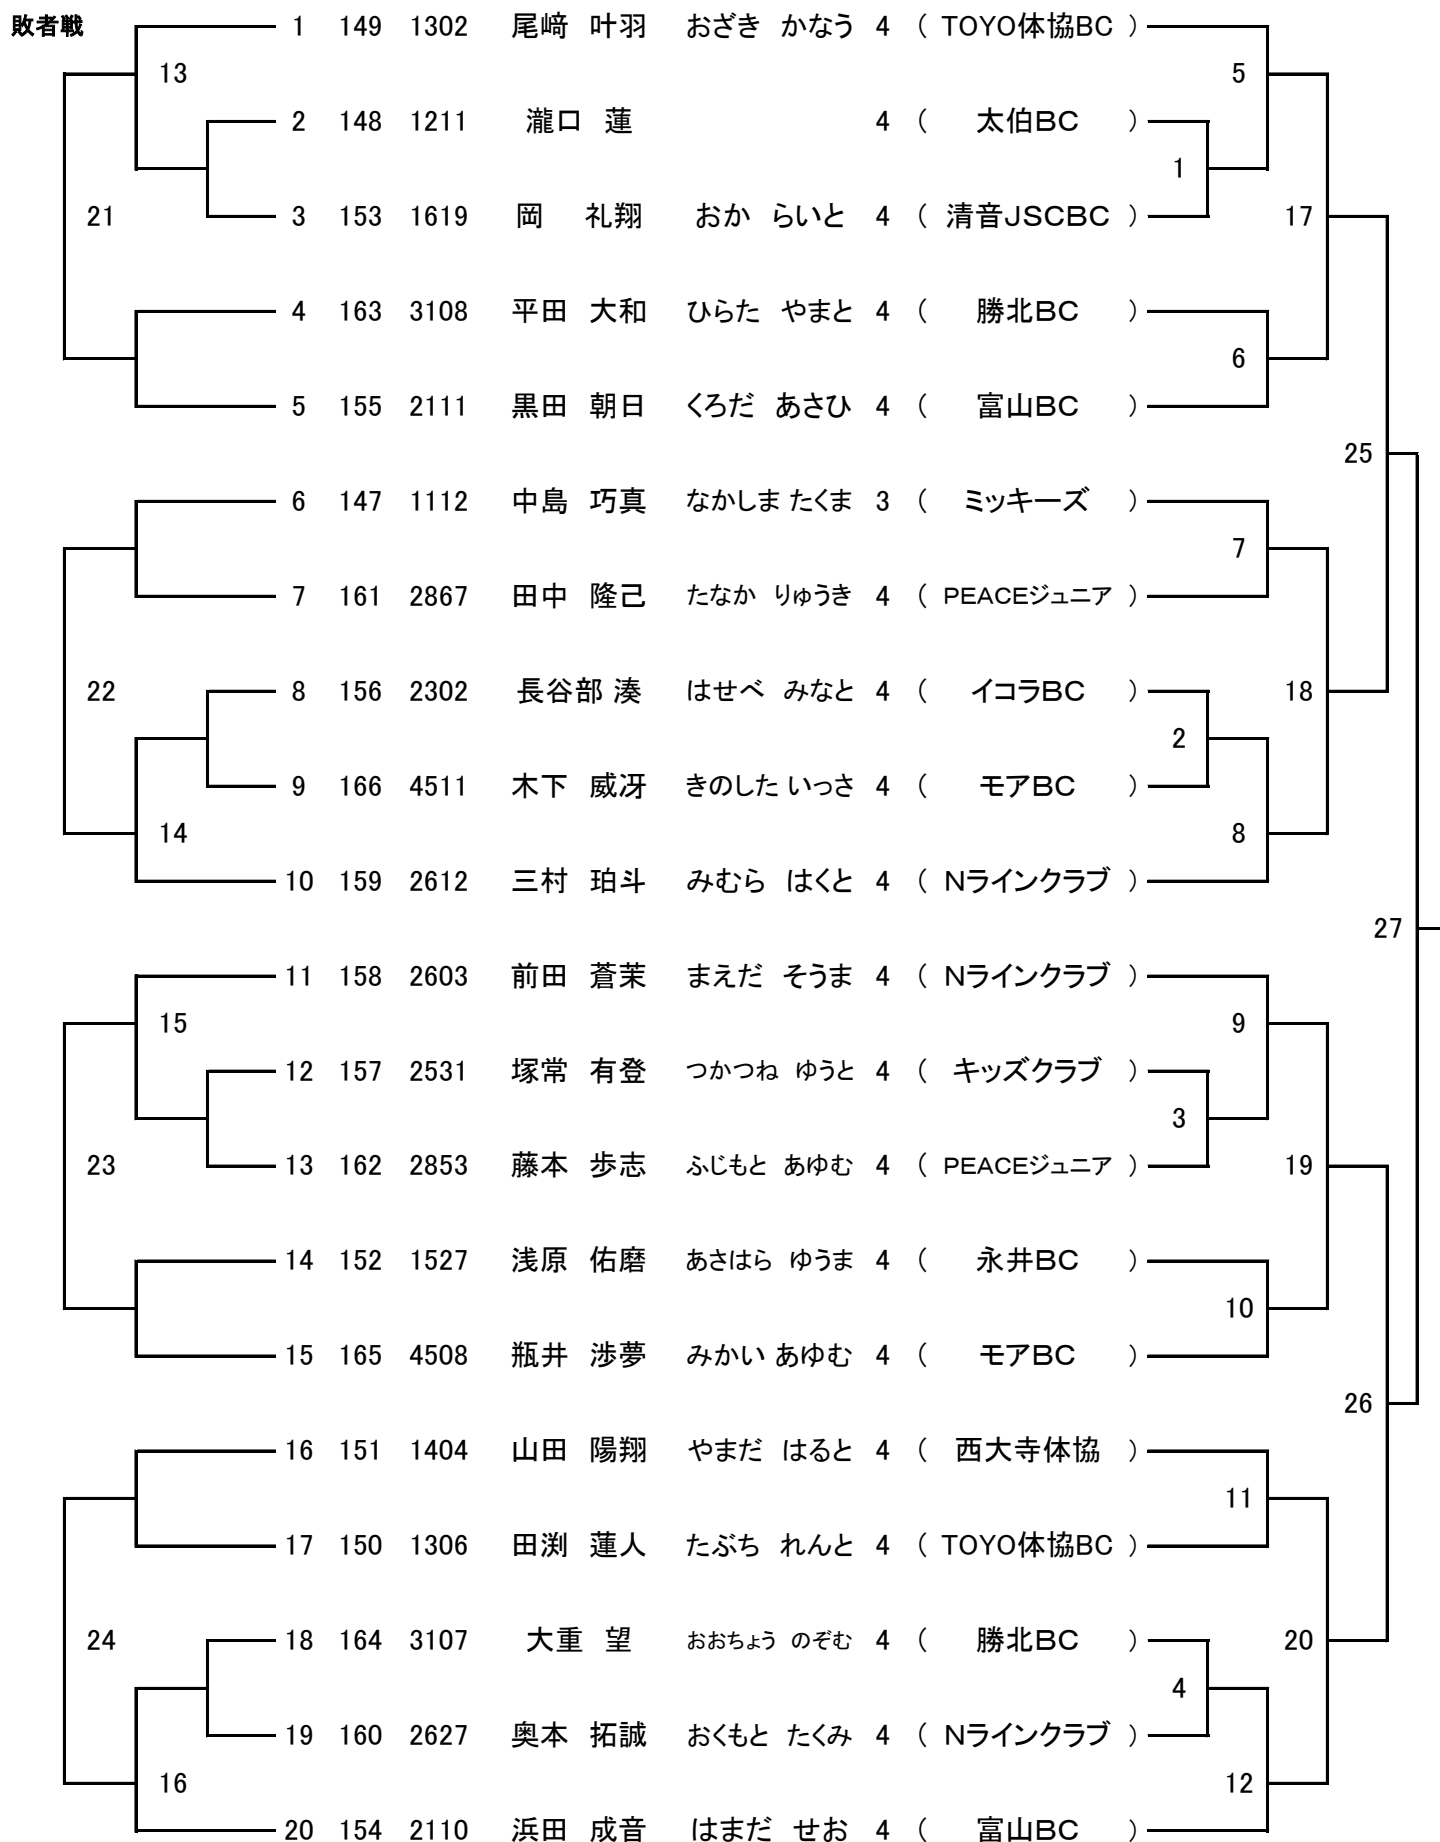 敗者戦
1 149 1302 尾﨑 叶羽 おざき かなう 4 ( TOYO体協BC )
13 5
2 148 1211 瀧口 蓮 4 ( 太伯BC )
1
3 153 1619 岡 礼翔 おか らいと 4 ( 清音JSCBC )
21 17
4 163 3108 平田 大和 ひらた やまと 4 ( 勝北BC )
6
5 155 2111 黒田 朝日 くろだ あさひ 4 ( 富山BC )
25
6 147 1112 中島 巧真 なかしま たくま 3 ( ミッキーズ )
7
7 161 2867 田中 隆己 たなか りゅうき 4 ( PEACEジュニア )
22 18
8 156 2302 長谷部 湊 はせべ みなと 4 ( イコラBC )
2
9 166 4511 木下 威冴 きのした いっさ 4 ( モアBC )
14 8
10 159 2612 三村 珀斗 みむら はくと 4 ( Nラインクラブ )
27
11 158 2603 前田 蒼茉 まえだ そうま 4 ( Nラインクラブ )
15 9
12 157 2531 塚常 有登 つかつね ゆうと 4 ( キッズクラブ )
3
13 162 2853 藤本 歩志 ふじもと あゆむ 4 ( PEACEジュニア )
23 19
14 152 1527 浅原 佑磨 あさはら ゆうま 4 ( 永井BC )
10
15 165 4508 瓶井 渉夢 みかい あゆむ 4 ( モアBC )
26
16 151 1404 山田 陽翔 やまだ はると 4 ( 西大寺体協 )
11
17 150 1306 田渕 蓮人 たぶち れんと 4 ( TOYO体協BC )
24 20
18 164 3107 大重 望 おおちょう のぞむ 4 ( 勝北BC )
4
19 160 2627 奥本 拓誠 おくもと たくみ 4 ( Nラインクラブ )
16 12
20 154 2110 浜田 成音 はまだ せお 4 ( 富山BC )